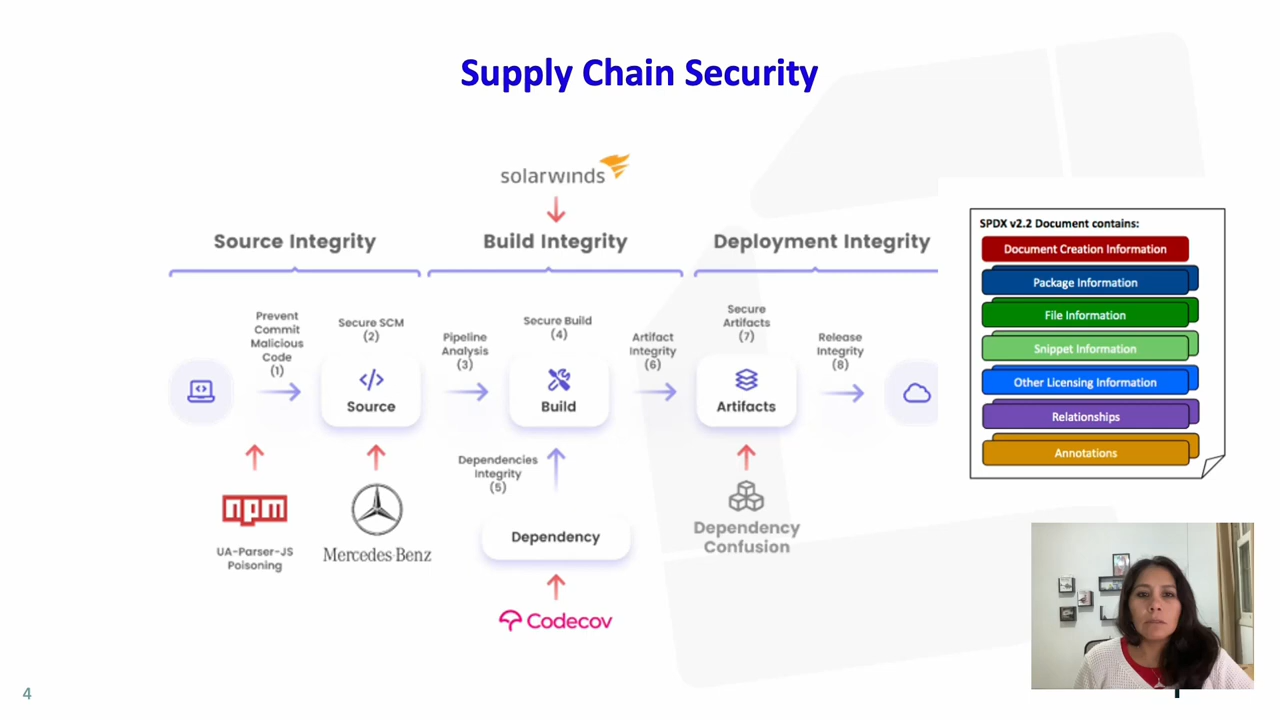 Supply Chain Security
solarwinds
Source Integrity
Build Integrity
Deployment Integrity
Prevent
Commit
Malicious
Code
(1)
Secure SCM
(2)
Pipeline
Analysis
(3)
Secure Build
(4)
Artifact
Integrity
(6)
Secure
Artifacts
(7)
Release
Integrity
(8)
Source
Build
Artifacts
Dependencies
Integrity
(5)
Dependency
npm
UA-Parser-JS
Poisoning
Mercedes-Benz
Codecov
Dependency
Confusion
SPDX v2.2 Document contains:
Document Creation Information
Package Information
File Information
Snippet Information
Other Licensing Information
Relationships
Annotations
4